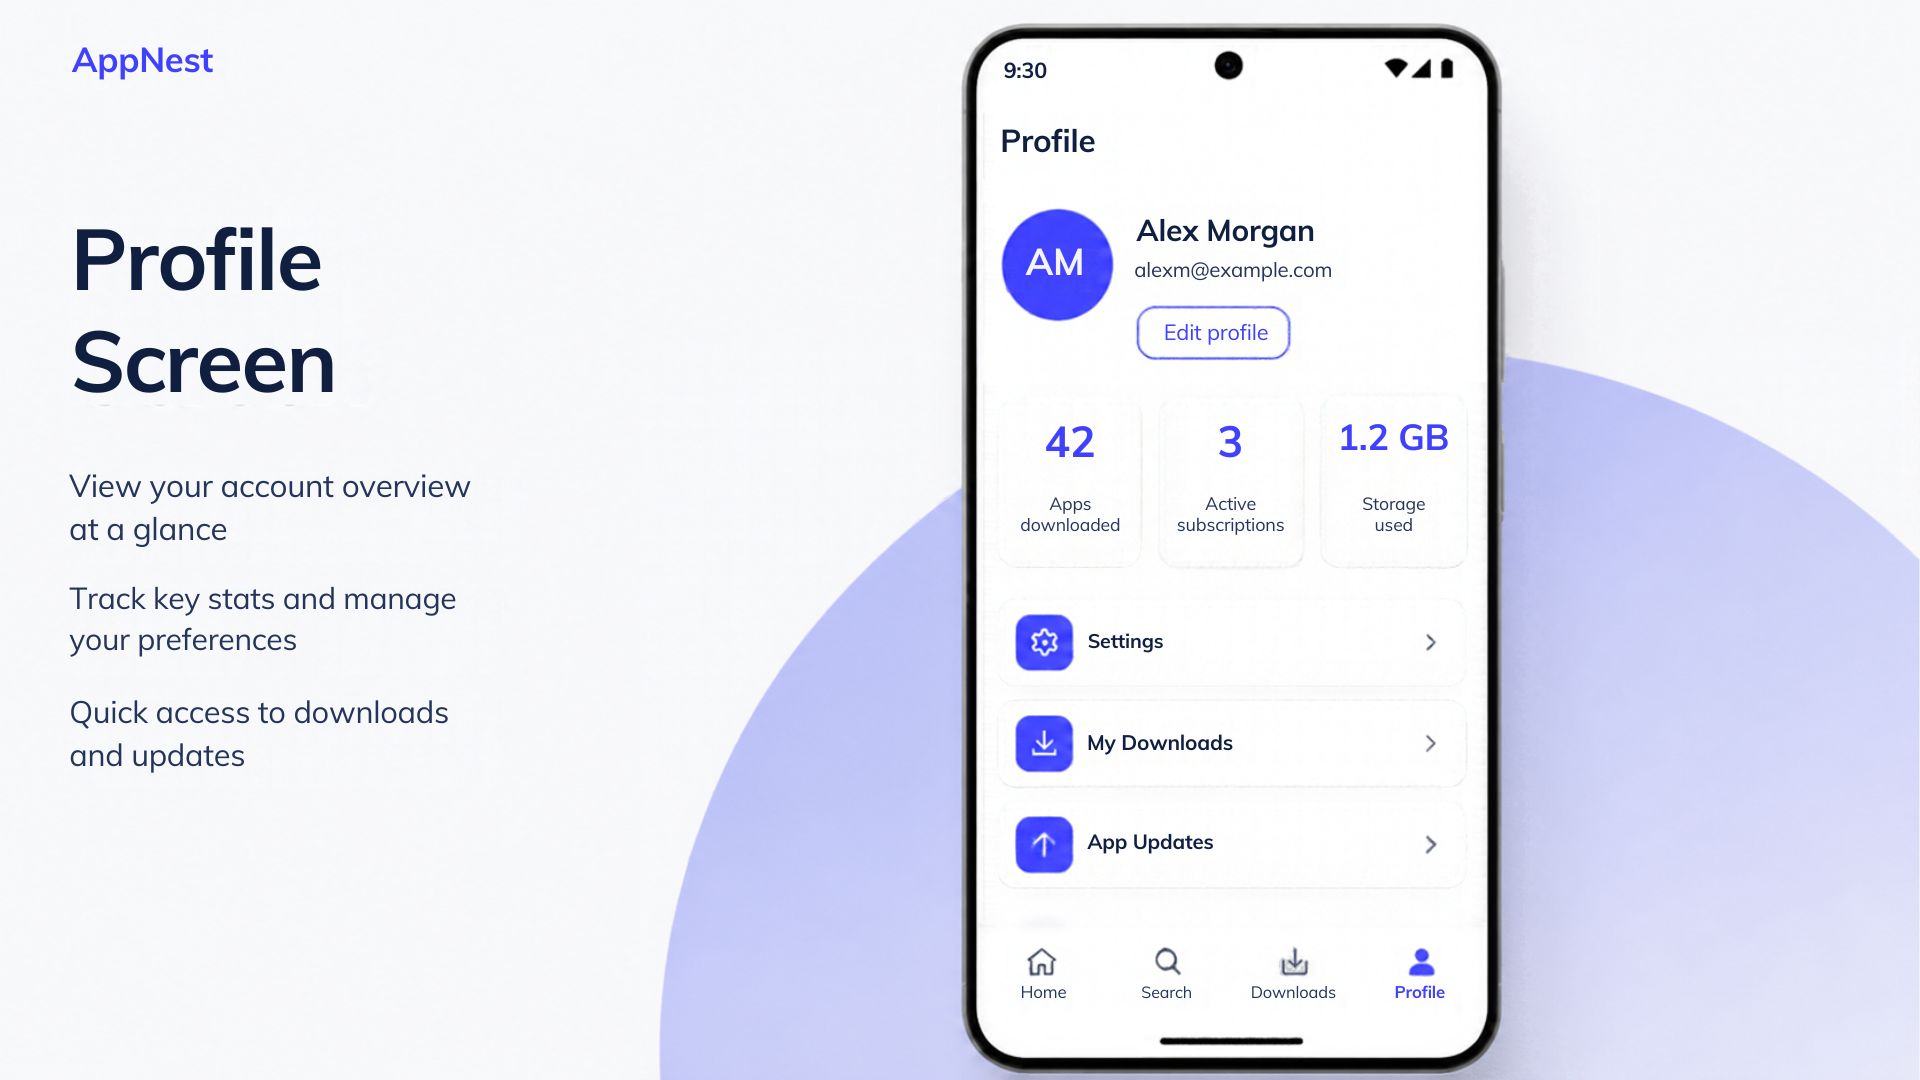 AppNest
Profile
Screen
View your account overview
at a glance
Track key stats and manage
your preferences
Quick access to downloads
and updates
9:30
Profile
AM
Alex Morgan
alexm@example.com
Edit profile
42
Apps
downloaded
3
Active
subscriptions
1.2 GB
Storage
used
Settings
My Downloads
App Updates
Home
Search
Downloads
Profile